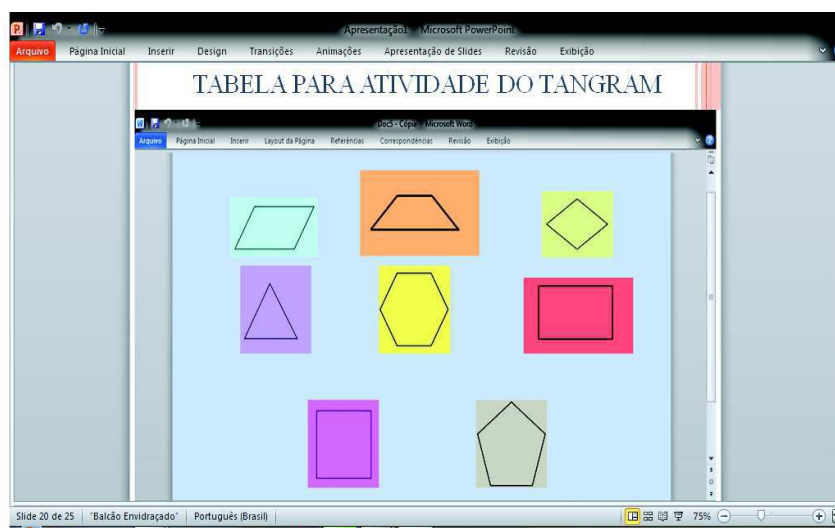 Apresentação1 - Microsoft PowerPoint
Arquivo Página Inicial Inserir Design Transições Animações Apresentação de Slides Revisão Exibição
TABELA PARA ATIVIDADE DO TANGRAM
Doc5 - Cópia - Microsoft Word
Arquivo Página Inicial Inserir Layout da Página Referências Correspondências Revisão Exibição
Slide 20 de 25 "Balcão Envidraçado" Português (Brasil) 75%